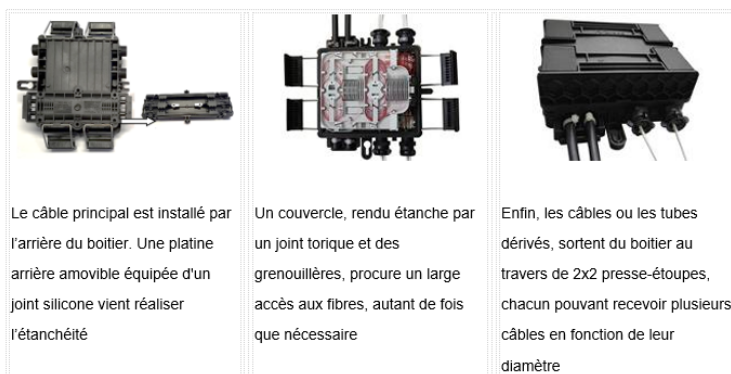 Le câble principal est installé par
l'arrière du boitier. Une platine
arrière amovible équipée d'un
joint silicone vient réaliser
l'étanchéité
Un couvercle, rendu étanche par
un joint torique et des
grenouillères, procure un large
accès aux fibres, autant de fois
que nécessaire
Enfin, les câbles ou les tubes
dérivés, sortent du boitier au
travers de 2x2 presse-étoupes,
chacun pouvant recevoir plusieurs
câbles en fonction de leur
diamètre